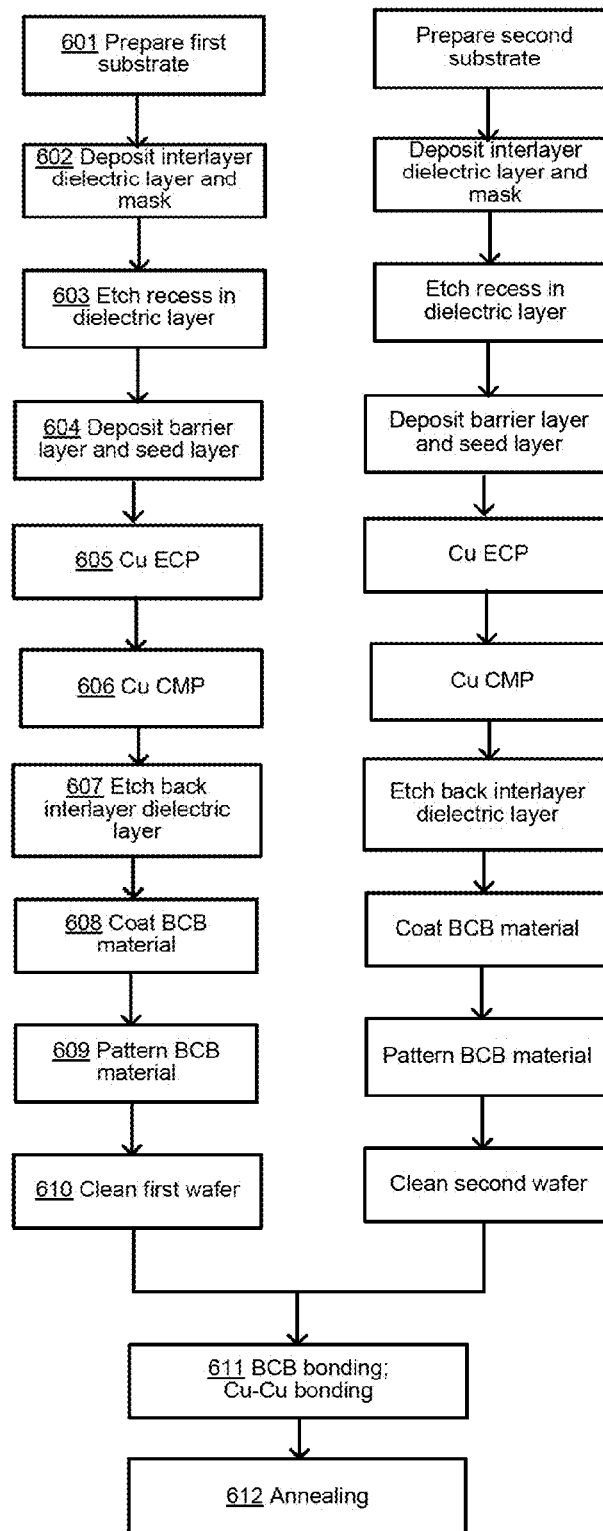 601 Prepare first
substrate
602 Deposit interlayer
dielectric layer and
mask
603 Etch recess in
dielectric layer
604 Deposit barrier
layer and seed layer
605 Cu ECP
606 Cu CMP
607 Etch back
interlayer dielectric
layer
608 Coat BCB
material
609 Pattern BCB
material
610 Clean first wafer
Prepare second
substrate
Deposit interlayer
dielectric layer and
mask
Etch recess in
dielectric layer
Deposit barrier layer
and seed layer
Cu ECP
Cu CMP
Etch back interlayer
dielectric layer
Coat BCB material
Pattern BCB material
Clean second wafer
611 BCB bonding;
Cu-Cu bonding
612 Annealing